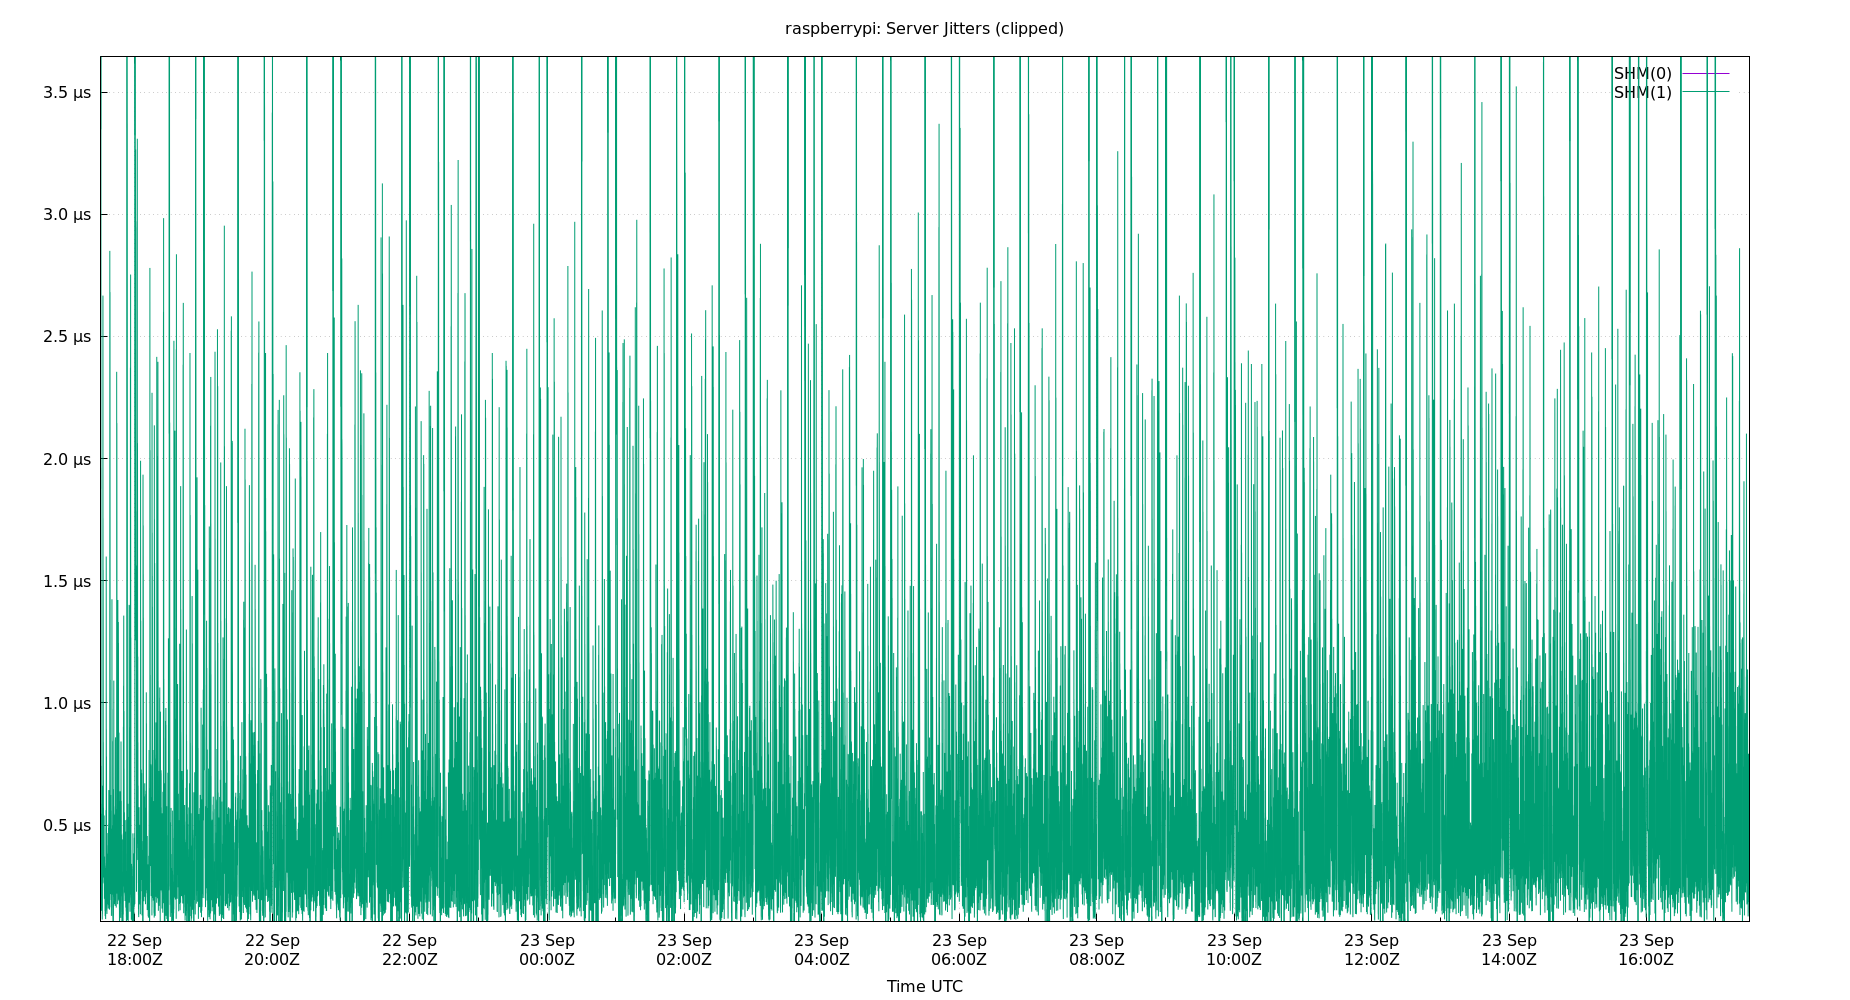 raspberrypi: Server Jitters (clipped)
SHM(0)
SHM(1)
3.5 µs
3.0 µs
2.5 µs
2.0 µs
1.5 µs
1.0 µs
0.5 µs
22 Sep 22 Sep 22 Sep 23 Sep 23 Sep 23 Sep 23 Sep 23 Sep 23 Sep 23 Sep 23 Sep 23 Sep
18:00Z 20:00Z 22:00Z 00:00Z 02:00Z 04:00Z 06:00Z 08:00Z 10:00Z 12:00Z 14:00Z 16:00Z
Time UTC